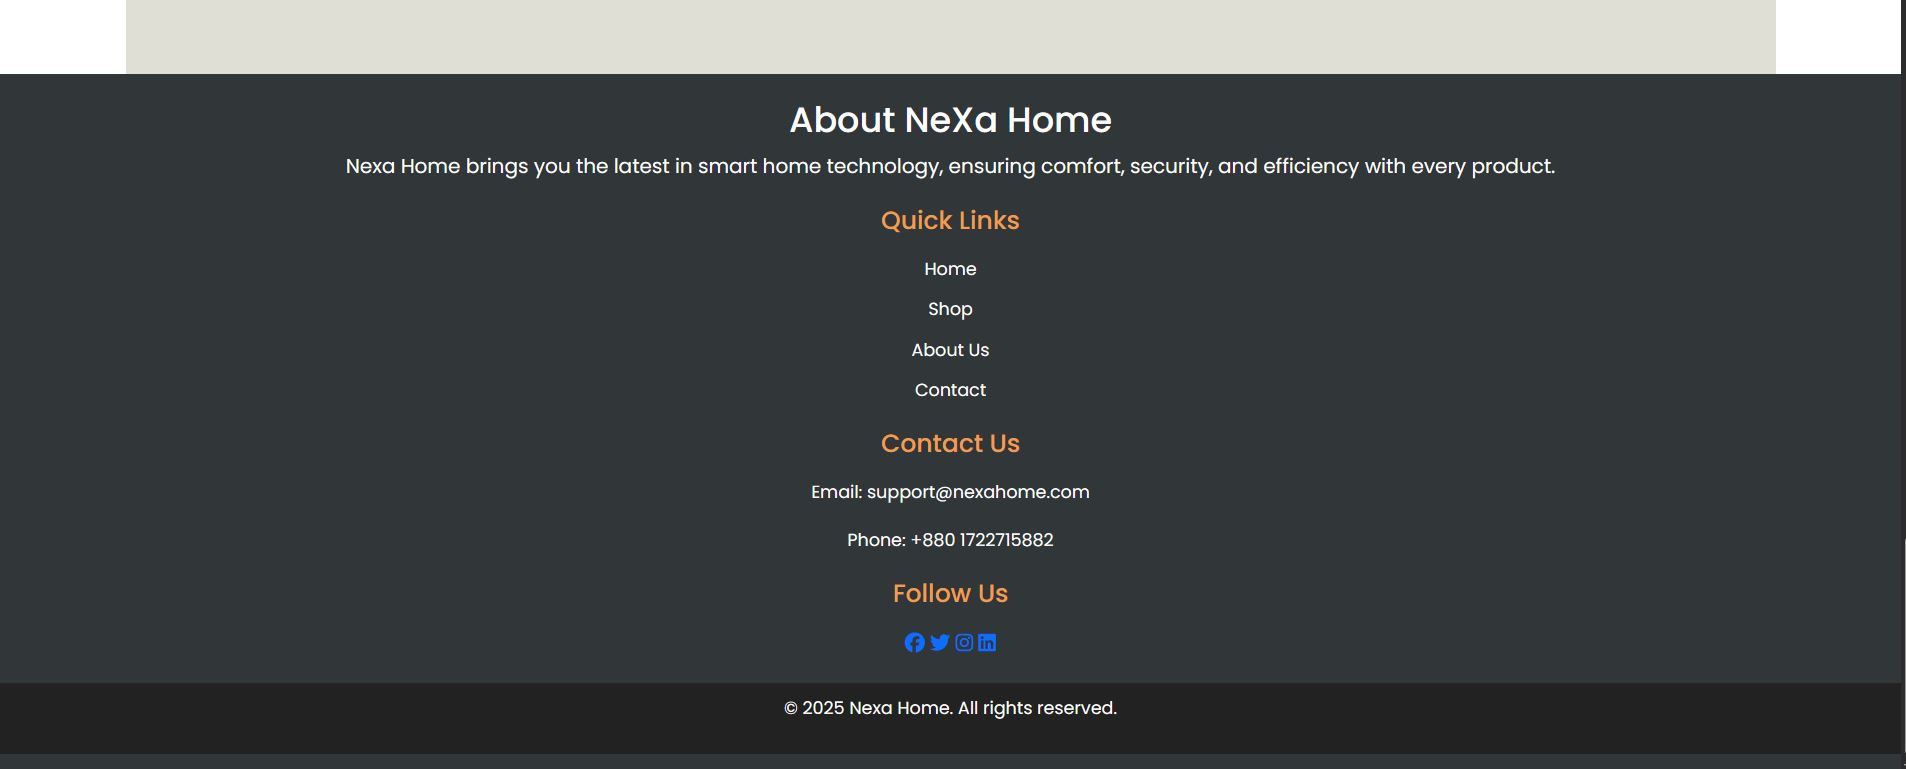 About NeXa Home
Nexa Home brings you the latest in smart home technology, ensuring comfort, security, and efficiency with every product.
Quick Links
Home
Shop
About Us
Contact
Contact Us
Email: support@nexahome.com
Phone: +880 1722715882
Follow Us
© 2025 Nexa Home. All rights reserved.